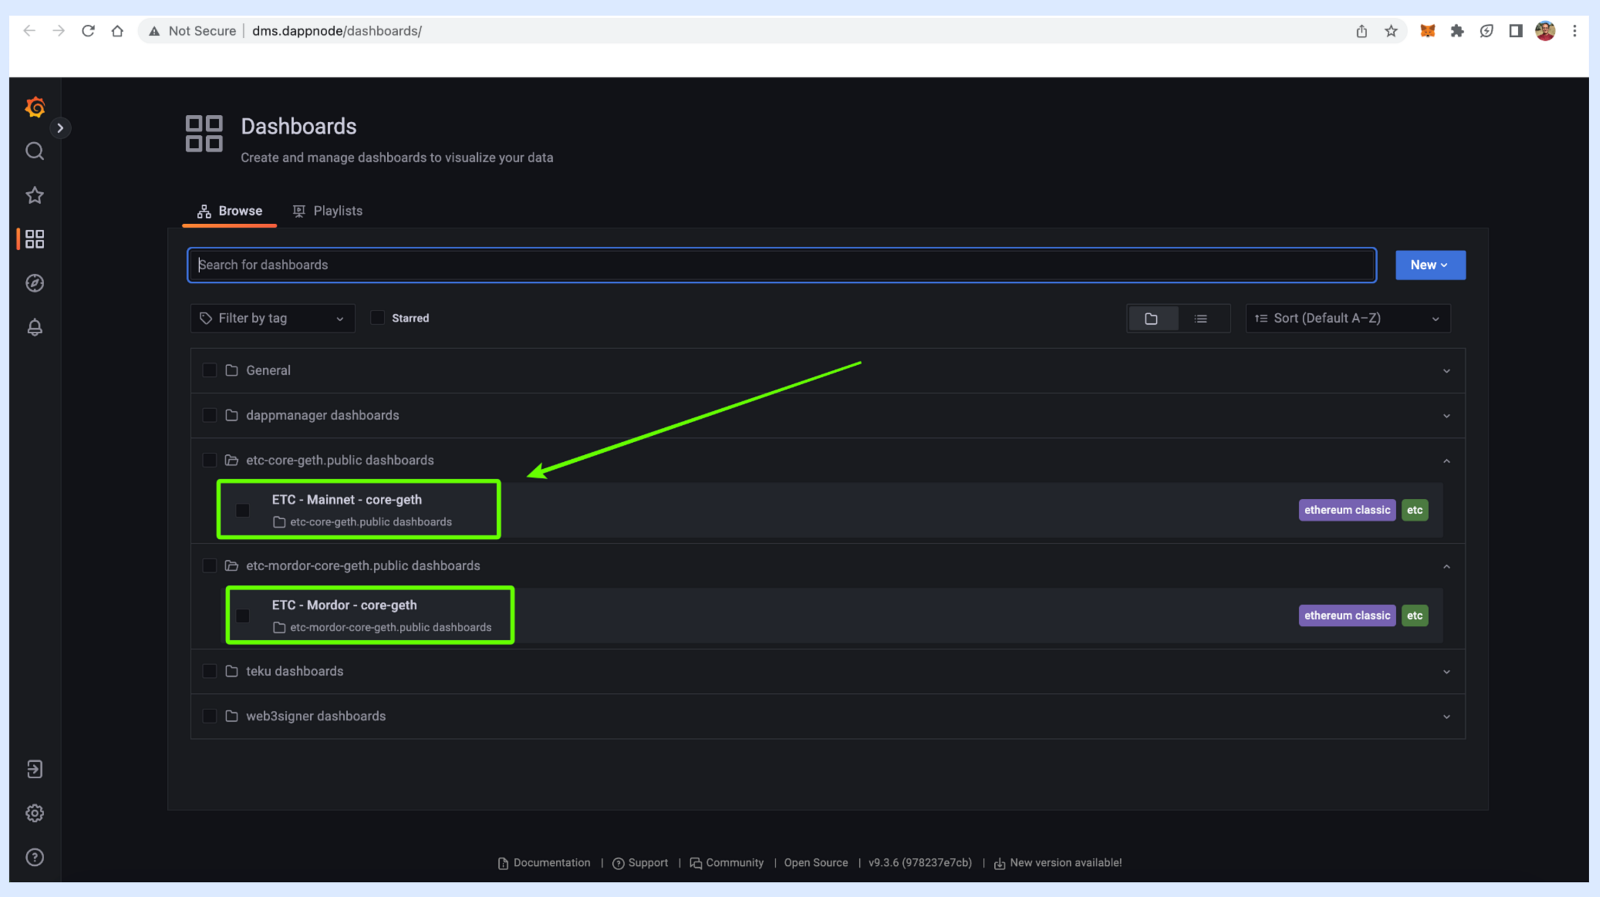 Not Secure | dms.dappnode/dashboards/
Dashboards
Create and manage dashboards to visualize your data
Browse
Playlists
Search for dashboards
New
Filter by tag
Starred
Sort (Default A–Z)
General
dappmanager dashboards
etc-core-geth.public dashboards
ETC - Mainnet - core-geth
etc-core-geth.public dashboards
ethereum classic
etc
etc-mordor-core-geth.public dashboards
ETC - Mordor - core-geth
etc-mordor-core-geth.public dashboards
ethereum classic
etc
teku dashboards
web3signer dashboards
Documentation | Support | Community | Open Source | v9.3.6 (978237e7cb) | New version available!